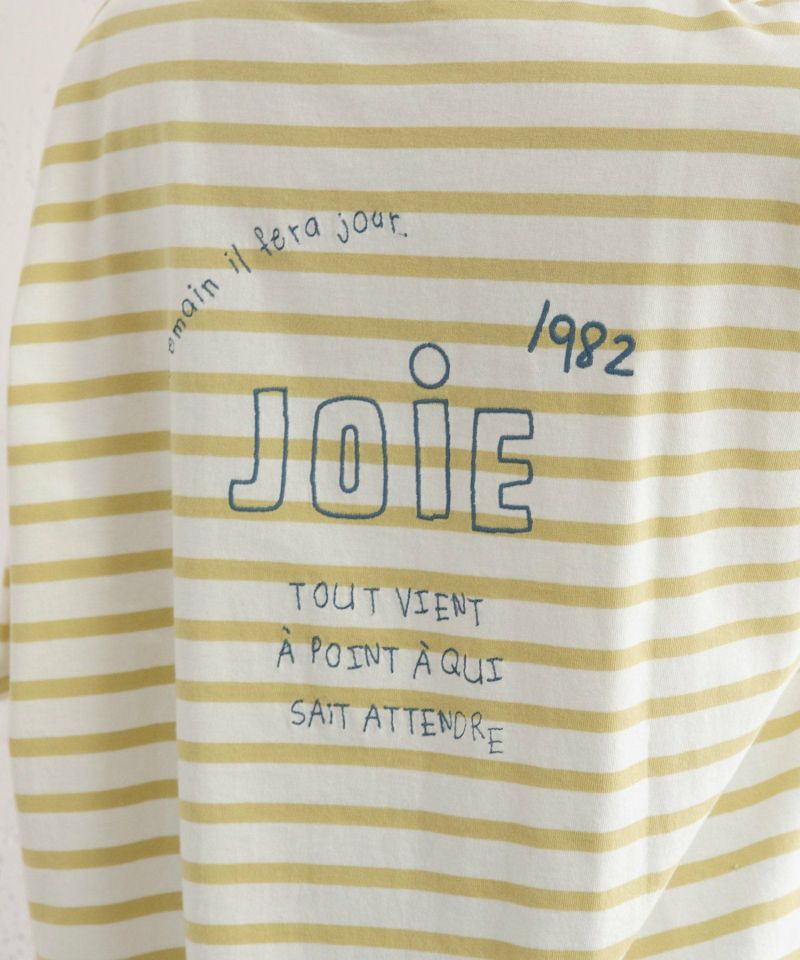 emain il fera jour.
1982
JOiE
TOUT VIENT
À POINT À QUI
SAiT ATTENDRE